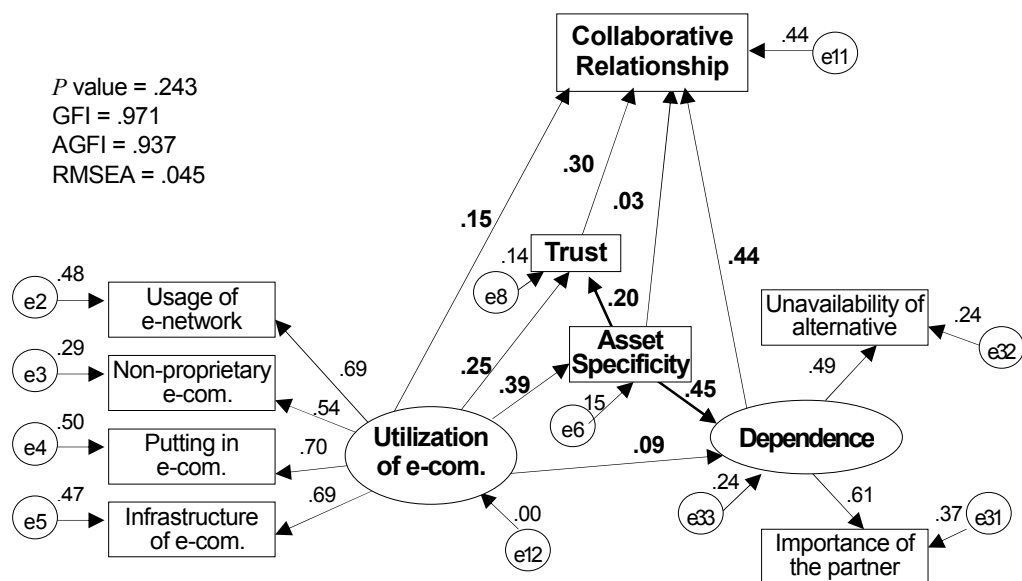 Collaborative
Relationship
.44
e11
P value = .243
GFI = .971
AGFI = .937
RMSEA = .045
.30
.03
.15
Trust
.14
e8
.44
.20
.48
e2
Usage of
e-network
Unavailability of
alternative
.24
e32
.29
e3
Non-proprietary
e-com.
.69
.54
.25
.39
Asset
Specificity
.49
.15
e6
.45
.50
e4
Putting in
e-com.
.70
Utilization
of e-com.
.09
Dependence
.47
e5
Infrastructure
of e-com.
.69
.00
e12
.24
e33
.61
.37
e31
Importance of
the partner